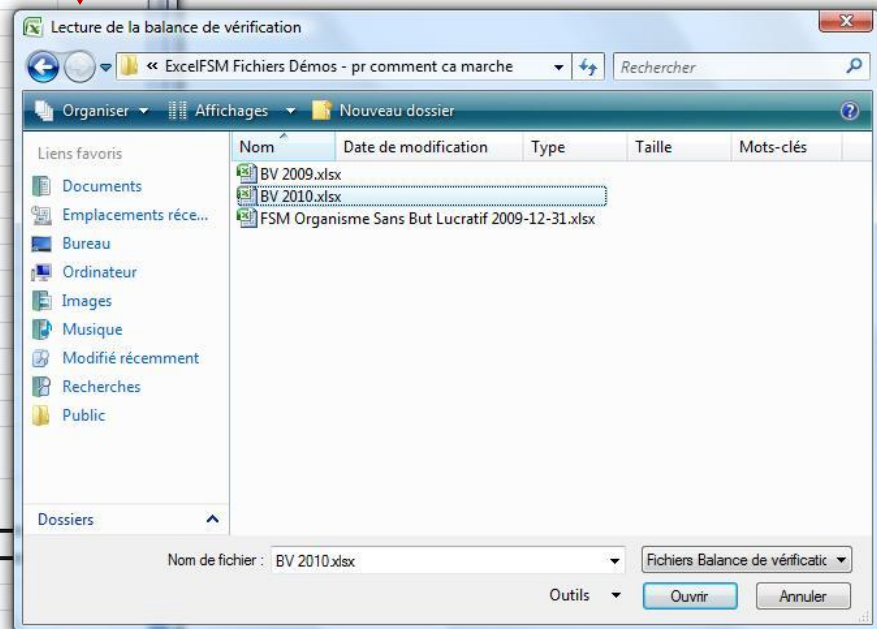 Lecture de la balance de vérification
« ExcelFSM Fichiers Démos - pr comment ca marche
Rechercher
Organiser Affichages Nouveau dossier
Liens favoris
Documents
Emplacements réce...
Bureau
Ordinateur
Images
Musique
Modifié récemment
Recherches
Public
Dossiers
Nom Date de modification Type Taille Mots-clés
BV 2009.xlsx
BV 2010.xlsx
FSM Organisme Sans But Lucratif 2009-12-31.xlsx
Nom de fichier : BV 2010.xlsx
Fichiers Balance de vérificatic
Outils Ouvrir Annuler